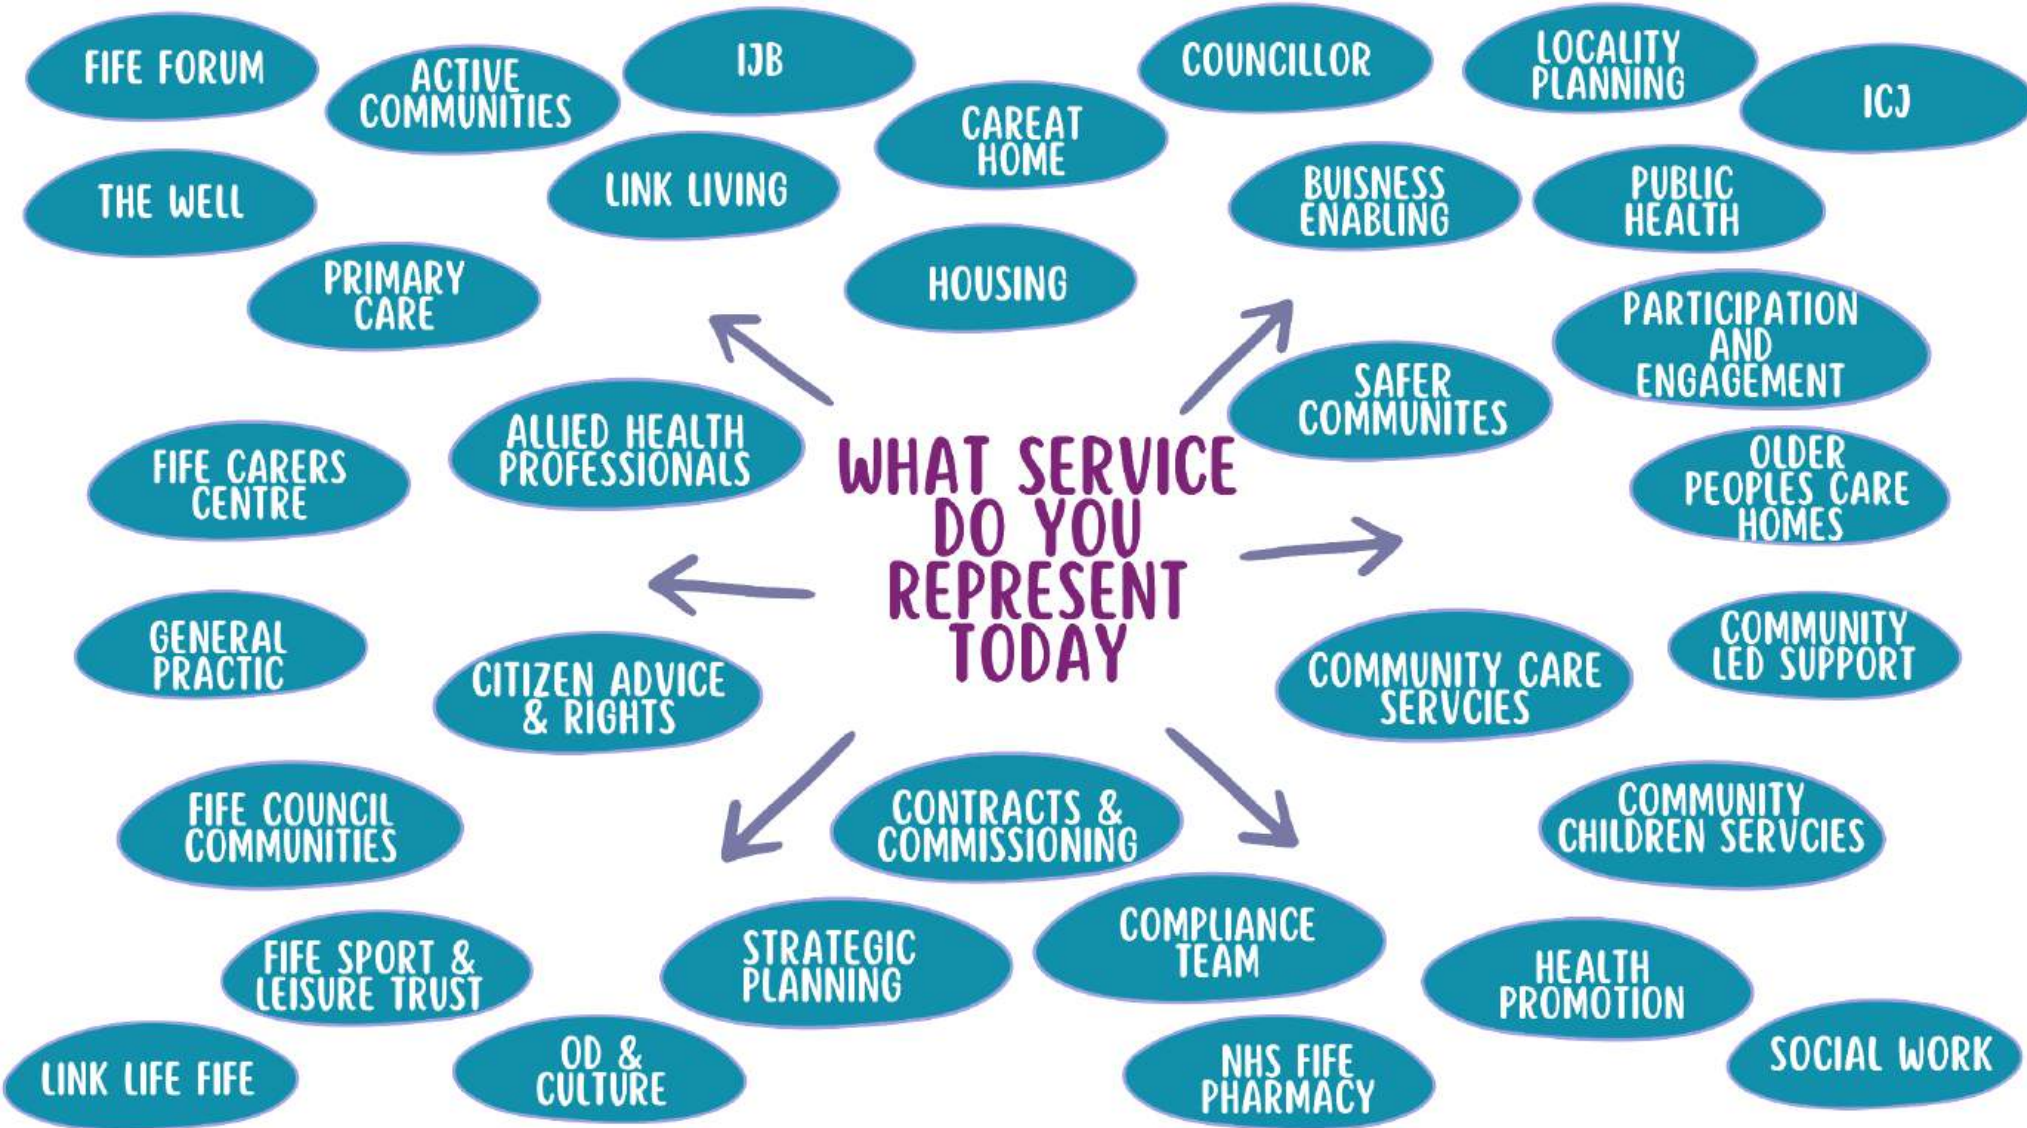 FIFE FORUM
ACTIVE
COMMUNITIES
IJB
CAREAT
HOME
COUNCILLOR
LOCALITY
PLANNING
ICJ
THE WELL
LINK LIVING
BUISNESS
ENABLING
PUBLIC
HEALTH
PRIMARY
CARE
HOUSING
PARTICIPATION
AND
ENGAGEMENT
SAFER
COMMUNITES
ALLIED HEALTH
PROFESSIONALS
FIFE CARERS
CENTRE
WHAT SERVICE
DO YOU
REPRESENT
TODAY
OLDER
PEOPLES CARE
HOMES
GENERAL
PRACTIC
CITIZEN ADVICE
& RIGHTS
COMMUNITY CARE
SERVCIES
COMMUNITY
LED SUPPORT
FIFE COUNCIL
COMMUNITIES
CONTRACTS &
COMMISSIONING
COMMUNITY
CHILDREN SERVCIES
FIFE SPORT &
LEISURE TRUST
STRATEGIC
PLANNING
COMPLIANCE
TEAM
HEALTH
PROMOTION
LINK LIFE FIFE
OD &
CULTURE
NHS FIFE
PHARMACY
SOCIAL WORK